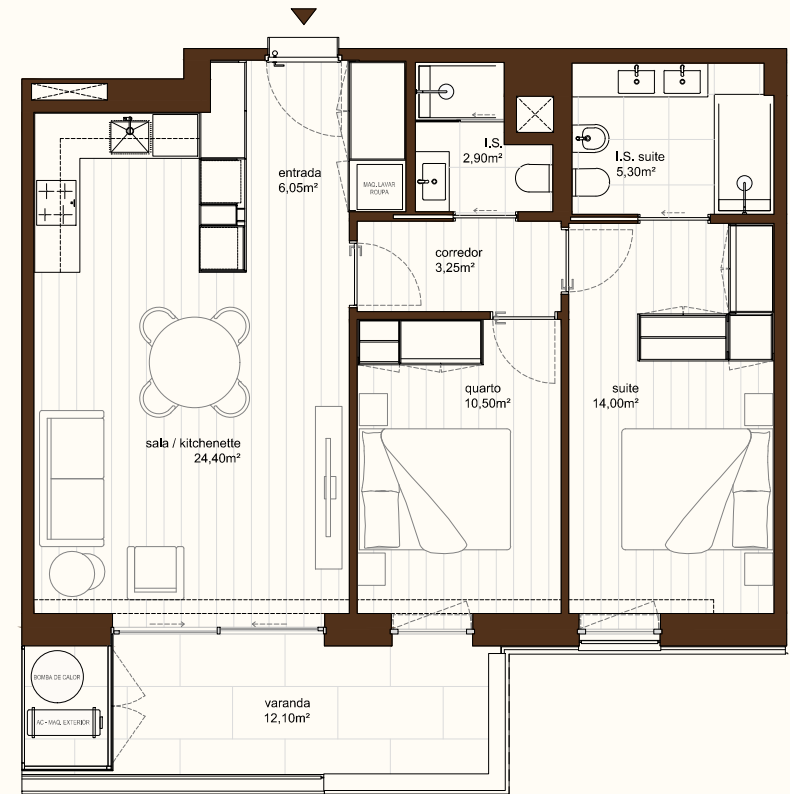 I.S.
2,90m²
I.S. suite
5,30m²
entrada
6,05m²
MAQ.LAVAR
ROUPA
corredor
3,25m²
quarto
10,50m²
suite
14,00m²
sala / kitchenette
24,40m²
BOMBA DE CALOR
AC - MAQ. EXTERIOR
varanda
12,10m²